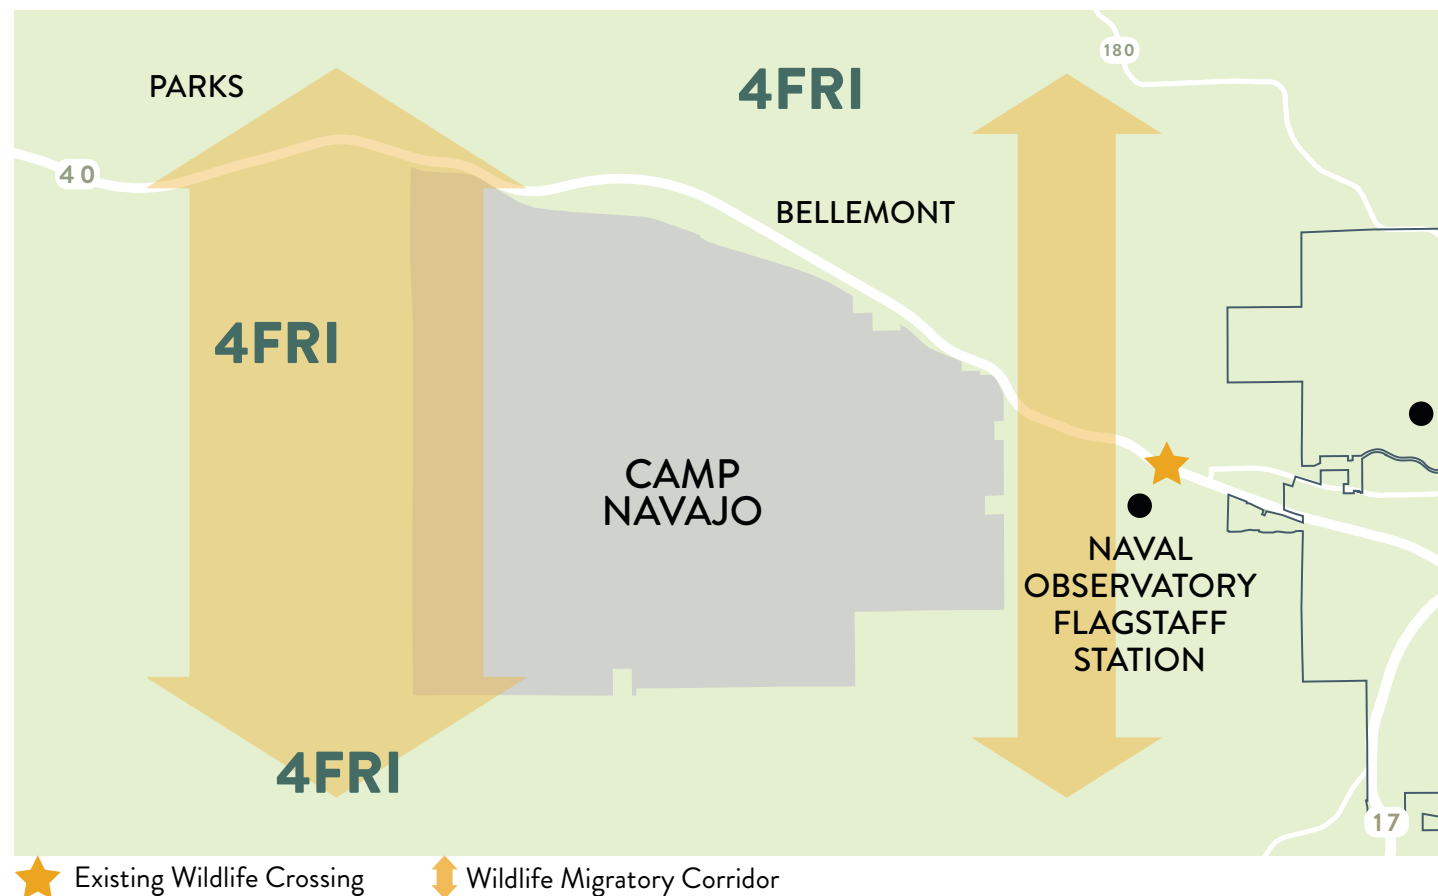 180
PARKS
4FRI
40
BELLEMONT
4FRI
CAMP
NAVAJO
NAVAL
OBSERVATORY
FLAGSTAFF
STATION
4FRI
17
Existing Wildlife Crossing
Wildlife Migratory Corridor